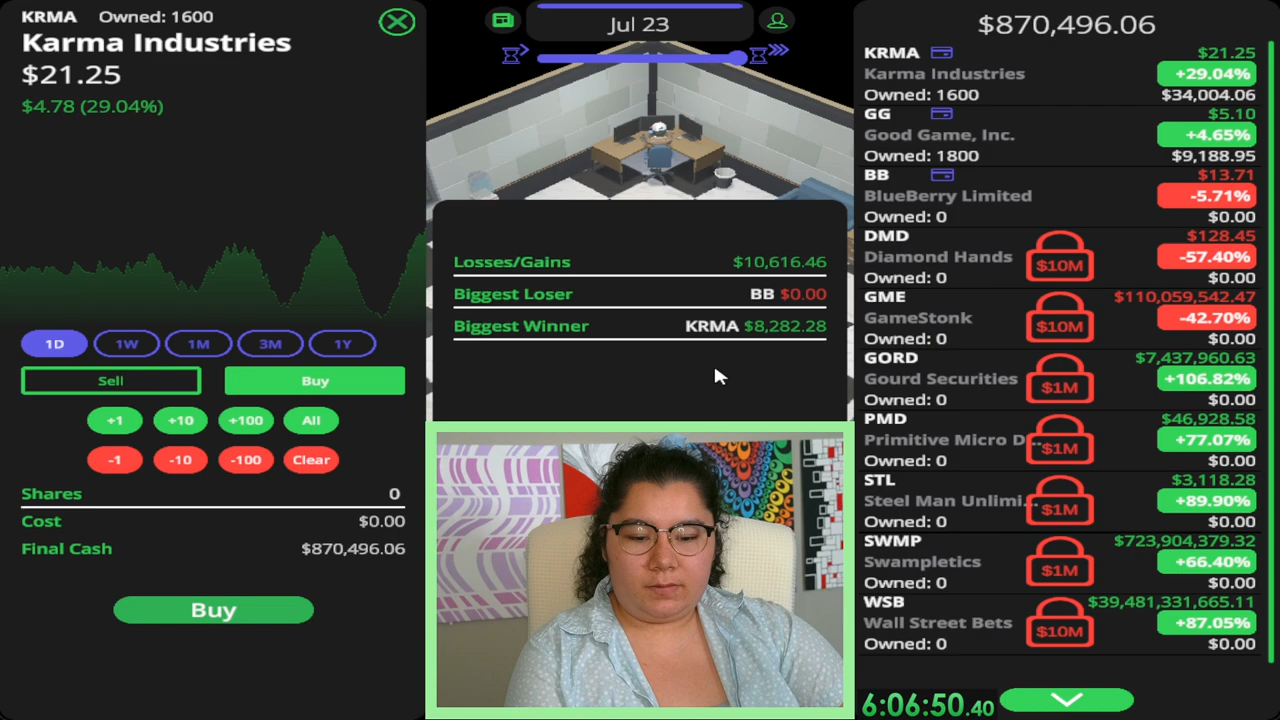 KRMA Owned: 1600
Karma Industries
$21.25
$4.78 (29.04%)
1D 1W 1M 3M 1Y
Sell Buy
+1 +10 +100 All
-1 -10 -100 Clear
Shares 0
Cost $0.00
Final Cash $870,496.06
Buy
Jul 23
Losses/Gains $10,616.46
Biggest Loser BB $0.00
Biggest Winner KRMA $8,282.28
$870,496.06
KRMA $21.25
Karma Industries +29.04%
Owned: 1600 $34,004.06
GG $5.10
Good Game, Inc. +4.65%
Owned: 1800 $9,188.95
BB $13.71
BlueBerry Limited -5.71%
Owned: 0 $0.00
DMD $128.45
Diamond Hands $10M -57.40%
Owned: 0 $0.00
GME $110,059,542.47
GameStonk $10M -42.70%
Owned: 0 $0.00
GORD $7,437,960.63
Gourd Securities $1M +106.82%
Owned: 0 $0.00
PMD $46,928.58
Primitive Micro D... $1M +77.07%
Owned: 0 $0.00
STL $3,118.28
Steel Man Unlimi... $1M +89.90%
Owned: 0 $0.00
SWMP $723,904,379.32
Swampletics $1M +66.40%
Owned: 0 $0.00
WSB $39,481,331,665.11
Wall Street Bets $10M +87.05%
Owned: 0 $0.00
6:06:50.40